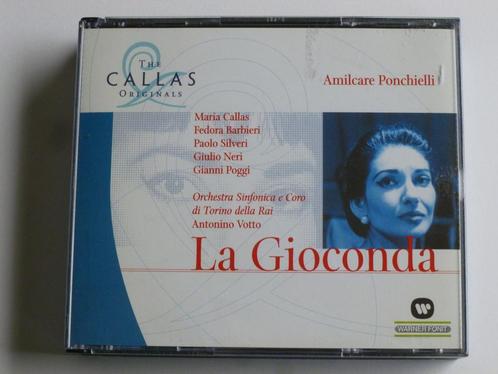 THE
CALLAS
ORIGINALS
Amilcare Ponchielli
Maria Callas
Fedora Barbieri
Paolo Silveri
Giulio Neri
Gianni Poggi
Orchestra Sinfonica e Coro
di Torino della Rai
Antonino Votto
La Gioconda
WARNER FONIT